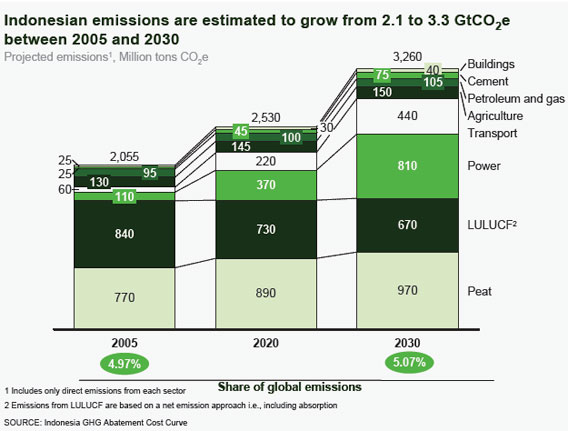 Indonesian emissions are estimated to grow from 2.1 to 3.3 GtCO2e
between 2005 and 2030
Projected emissions1, Million tons CO2e
3,260
Buildings
75
40
Cement
105
2,530
Petroleum and gas
150
45
100
30
Agriculture
440
25
2,055
145
Transport
25
95
220
130
60
110
370
810
Power
840
730
670
LULUCF2
770
890
970
Peat
2005
2020
2030
4.97%
5.07%
Share of global emissions
1 Includes only direct emissions from each sector
2 Emissions from LULUCF are based on a net emission approach i.e., including absorption
SOURCE: Indonesia GHG Abatement Cost Curve